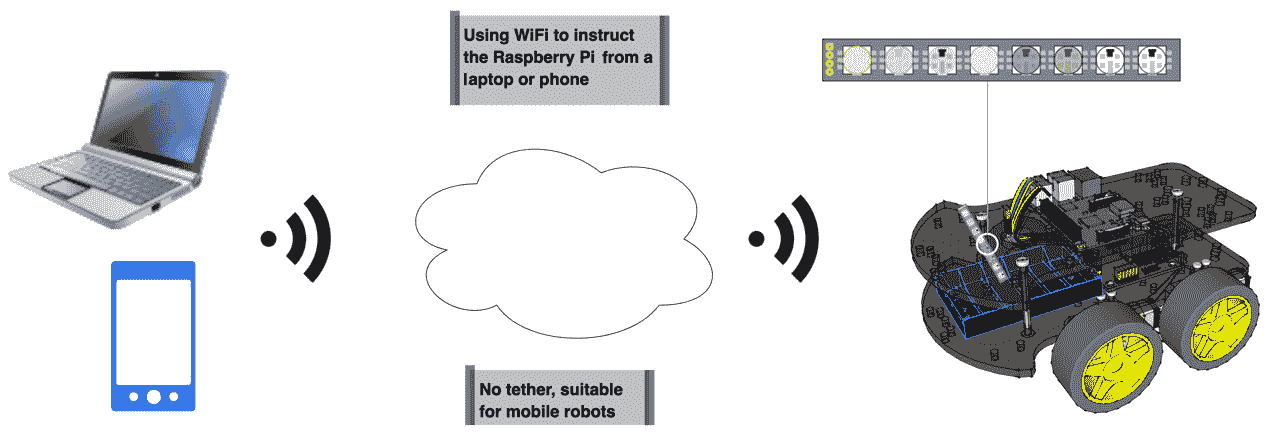 Using WiFi to instruct
the Raspberry Pi from a
laptop or phone
No tether, suitable
for mobile robots